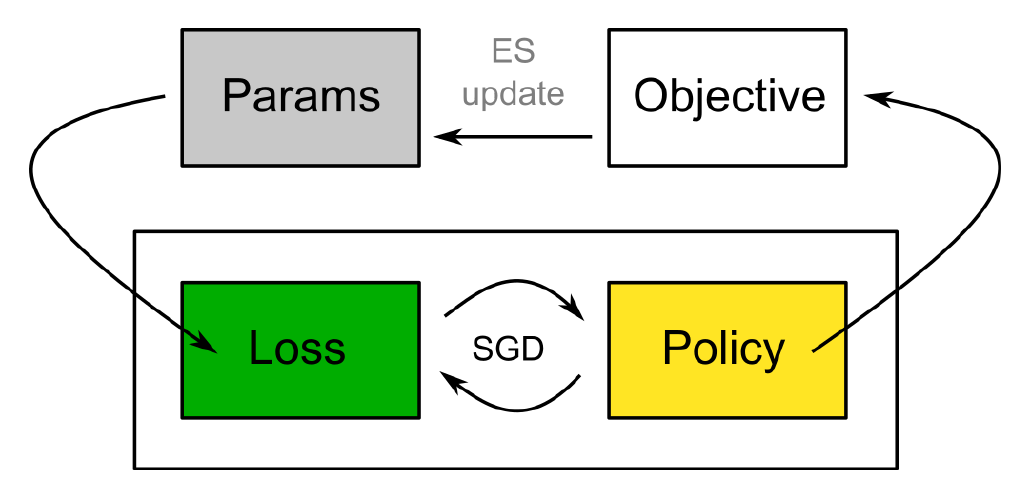 Params
ES
update
Objective
Loss
SGD
Policy